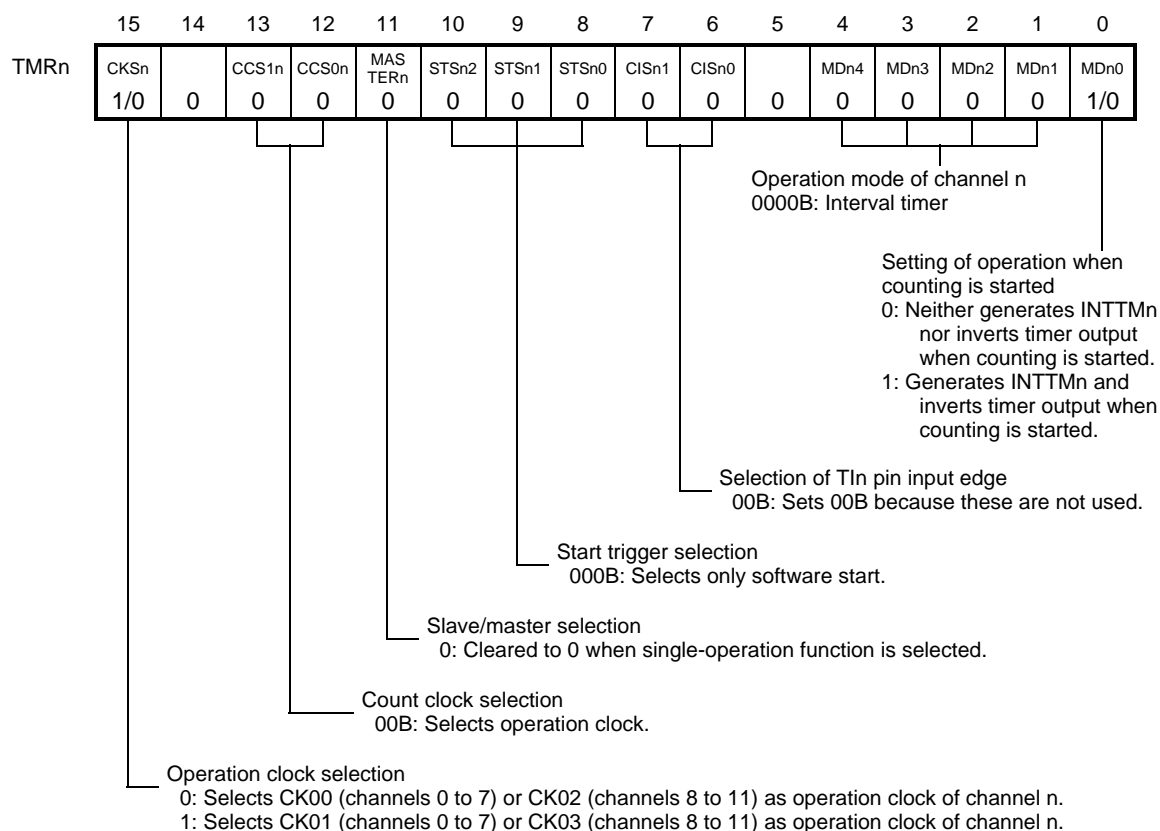 15 14 13 12 11 10 9 8 7 6 5 4 3 2 1 0
TMRn CKSn CCS1n CCS0n MAS TERn STSn2 STSn1 STSn0 CISn1 CISn0 MDn4 MDn3 MDn2 MDn1 MDn0
1/0 0 0 0 0 0 0 0 0 0 0 0 0 0 0 1/0
Operation mode of channel n
0000B: Interval timer
Setting of operation when
counting is started
0: Neither generates INTTMn
nor inverts timer output
when counting is started.
1: Generates INTTMn and
inverts timer output when
counting is started.
Selection of TIn pin input edge
00B: Sets 00B because these are not used.
Start trigger selection
000B: Selects only software start.
Slave/master selection
0: Cleared to 0 when single-operation function is selected.
Count clock selection
00B: Selects operation clock.
Operation clock selection
0: Selects CK00 (channels 0 to 7) or CK02 (channels 8 to 11) as operation clock of channel n.
1: Selects CK01 (channels 0 to 7) or CK03 (channels 8 to 11) as operation clock of channel n.